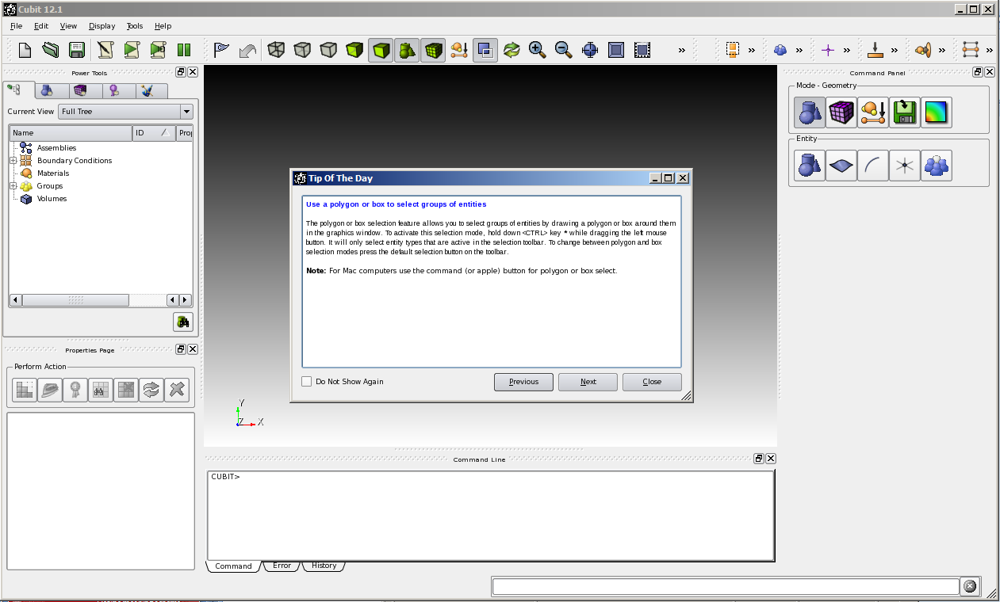 Cubit 12.1
File Edit View Display Tools Help
» » » » » » »
Power Tools
Command Panel
Current View Full Tree
Name ID Prop
Assemblies
Boundary Conditions
Materials
Groups
Volumes
Mode - Geometry
Entity
Tip Of The Day
Use a polygon or box to select groups of entities
The polygon or box selection feature allows you to select groups of entities by drawing a polygon or box around them
in the graphics window. To activate this selection mode, hold down <CTRL> key * while dragging the left mouse
button. It will only select entity types that are active in the selection toolbar. To change between polygon and box
selection modes press the default selection button on the toolbar.
Note: For Mac computers use the command (or apple) button for polygon or box select.
Do Not Show Again Previous Next Close
Properties Page
Perform Action
Y
Z X
Command Line
CUBIT>
Command Error History